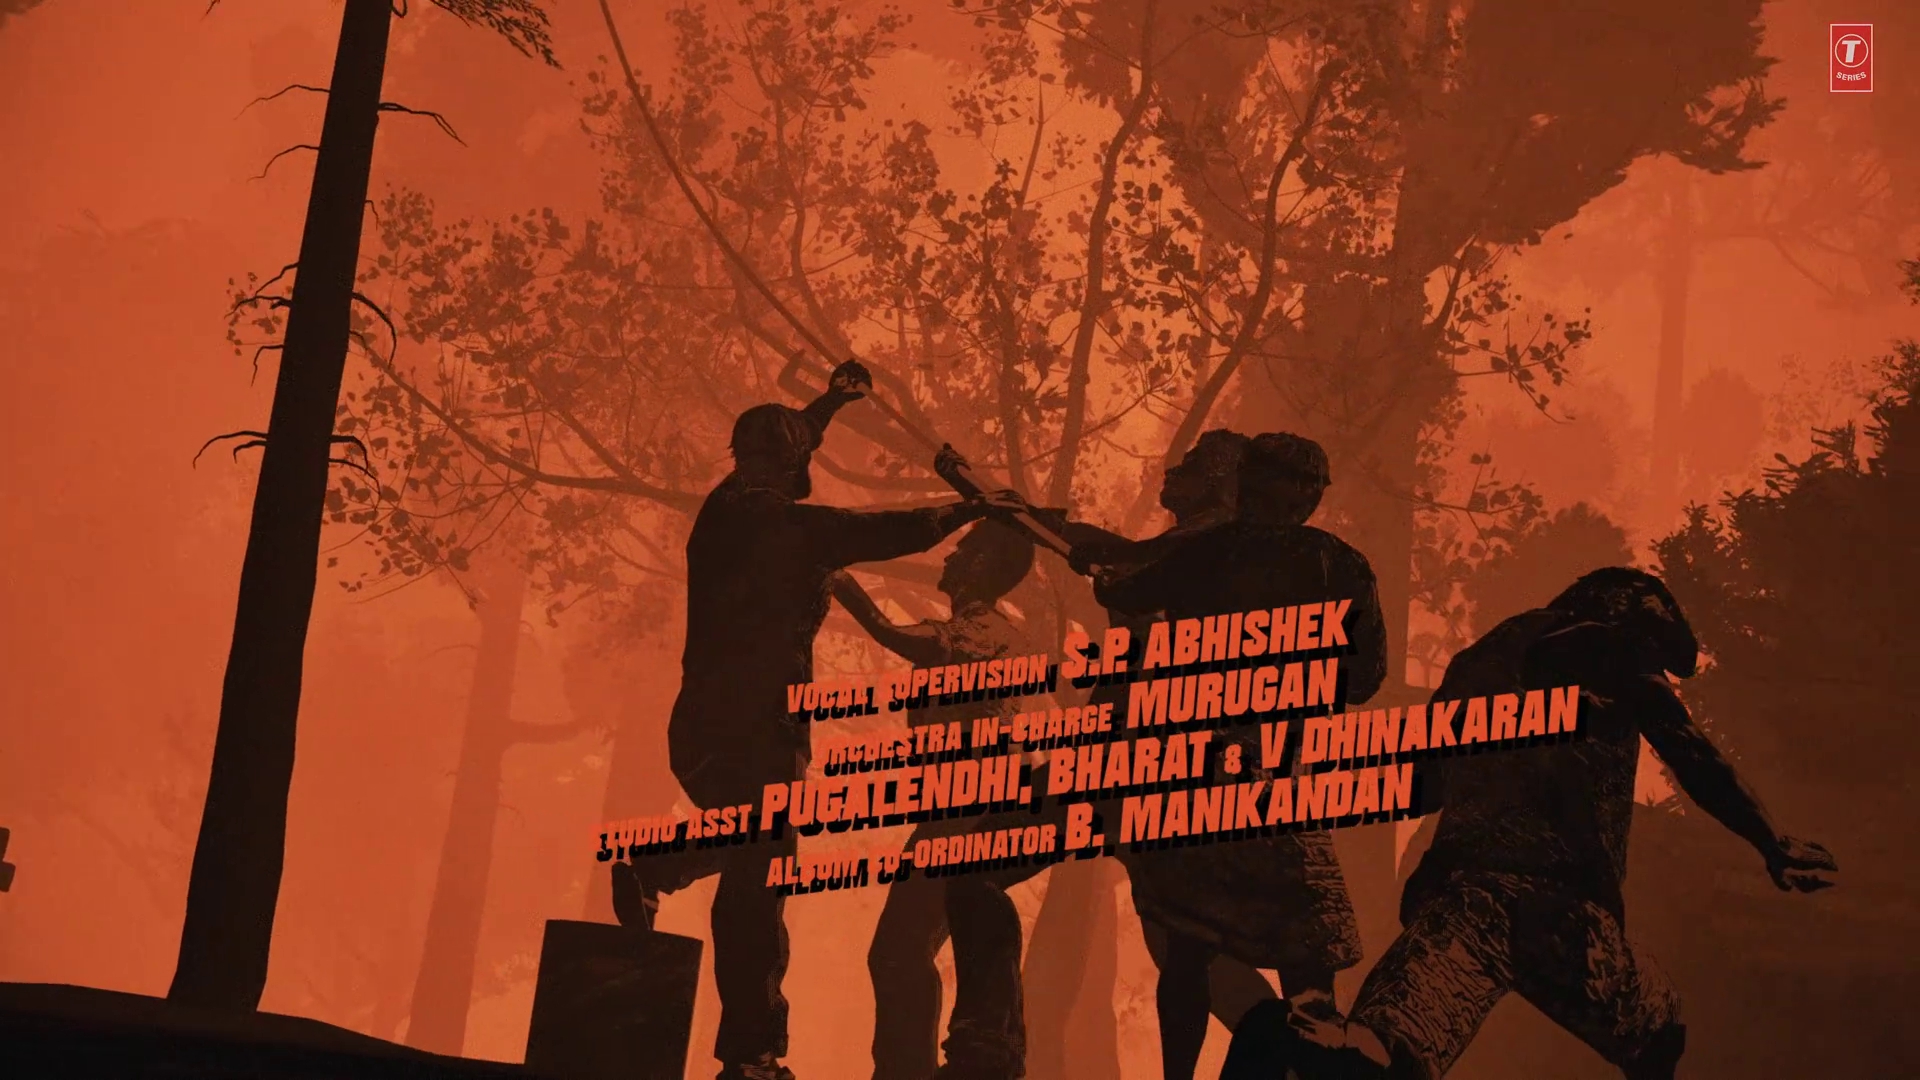 T
SERIES
VOCAL SUPERVISION S.P. ABHISHEK
ORCHESTRA IN-CHARGE MURUGAN
STUDIO ASST PUGALENDHI, BHARAT & V DHINAKARAN
ALBUM CO-ORDINATOR B. MANIKANDAN